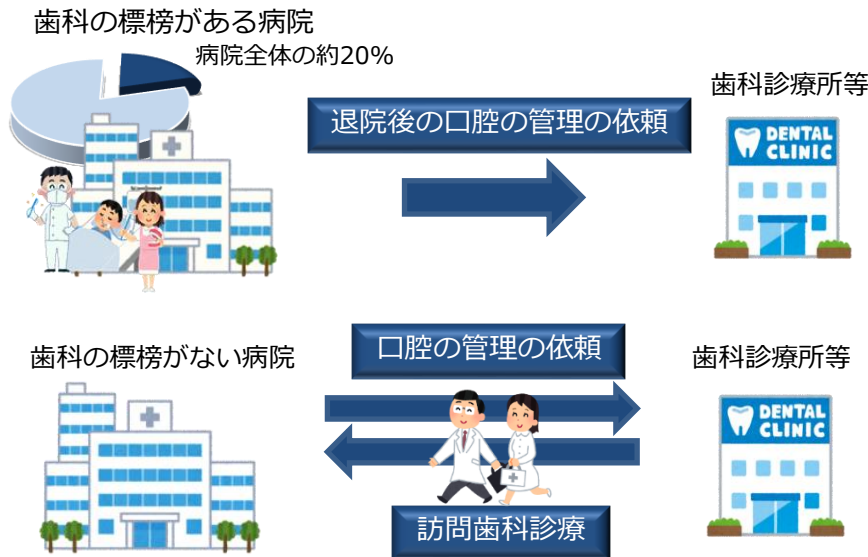 歯科の標榜がある病院
病院全体の約20%
退院後の口腔の管理の依頼
歯科診療所等
DENTAL
CLINIC
歯科の標榜がない病院
口腔の管理の依頼
歯科診療所等
DENTAL
CLINIC
訪問歯科診療